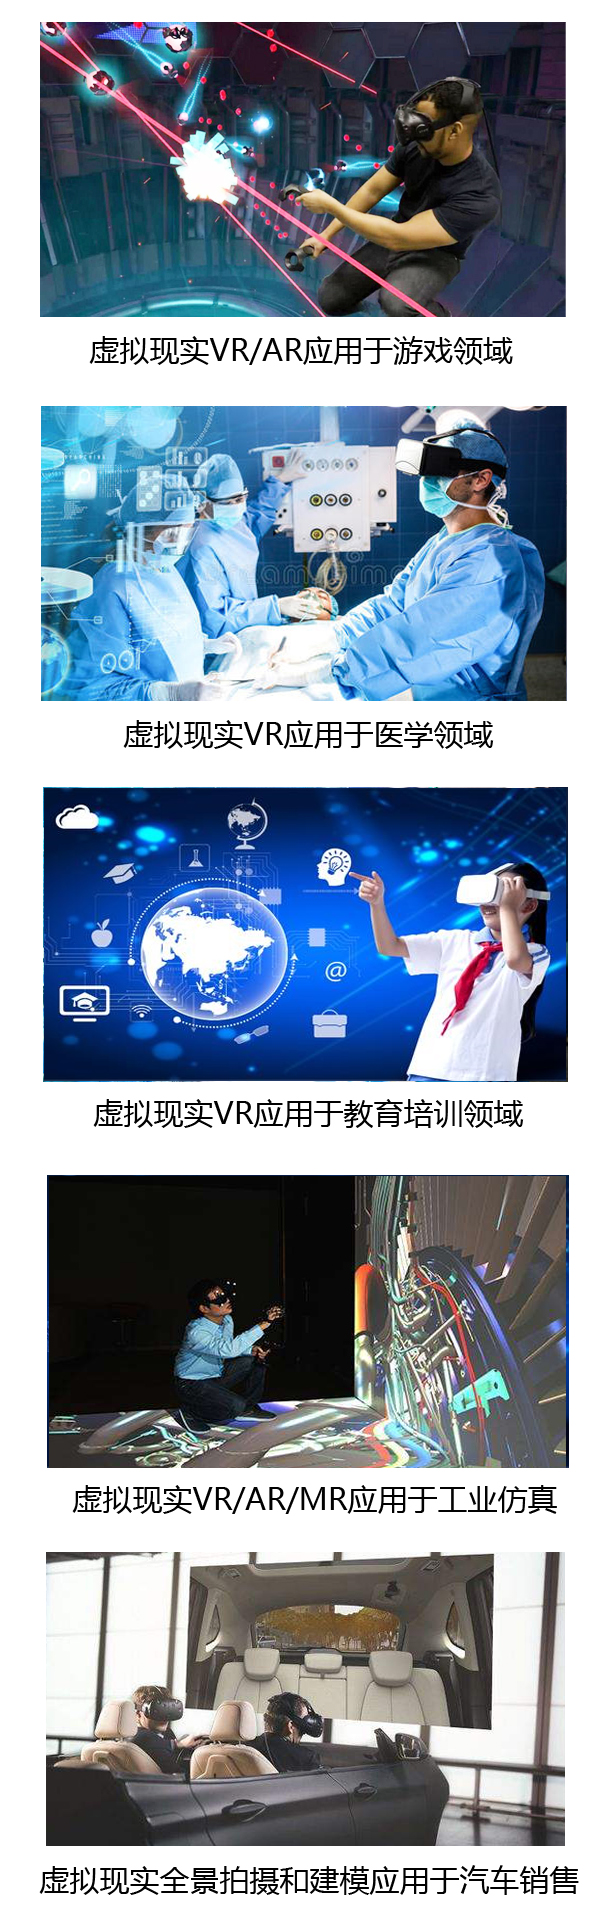 虚拟现实VR/AR应用于游戏领域
虚拟现实VR应用于医学领域
@
虚拟现实VR应用于教育培训领域
虚拟现实VR/AR/MR应用于工业仿真
虚拟现实全景拍摄和建模应用于汽车销售